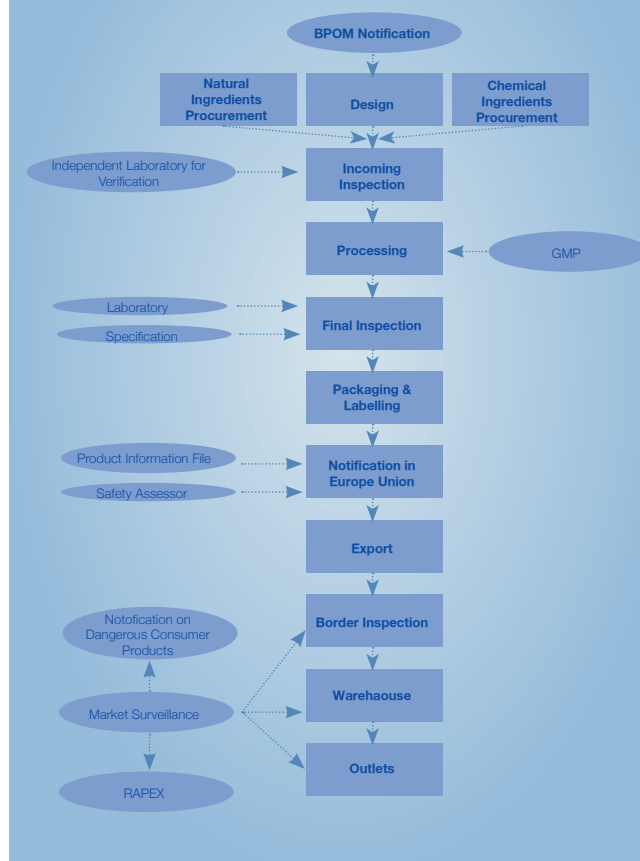 BPOM Notification
Natural
Ingredients
Procurement
Design
Chemical
Ingredients
Procurement
Independent Laboratory for
Verification
Incoming
Inspection
Processing
GMP
Laboratory
Specification
Final Inspection
Packaging &
Labelling
Product Information File
Safety Assessor
Notification in
Europe Union
Export
Notofication on
Dangerous Consumer
Products
Border Inspection
Market Surveillance
Warehaouse
Outlets
RAPEX